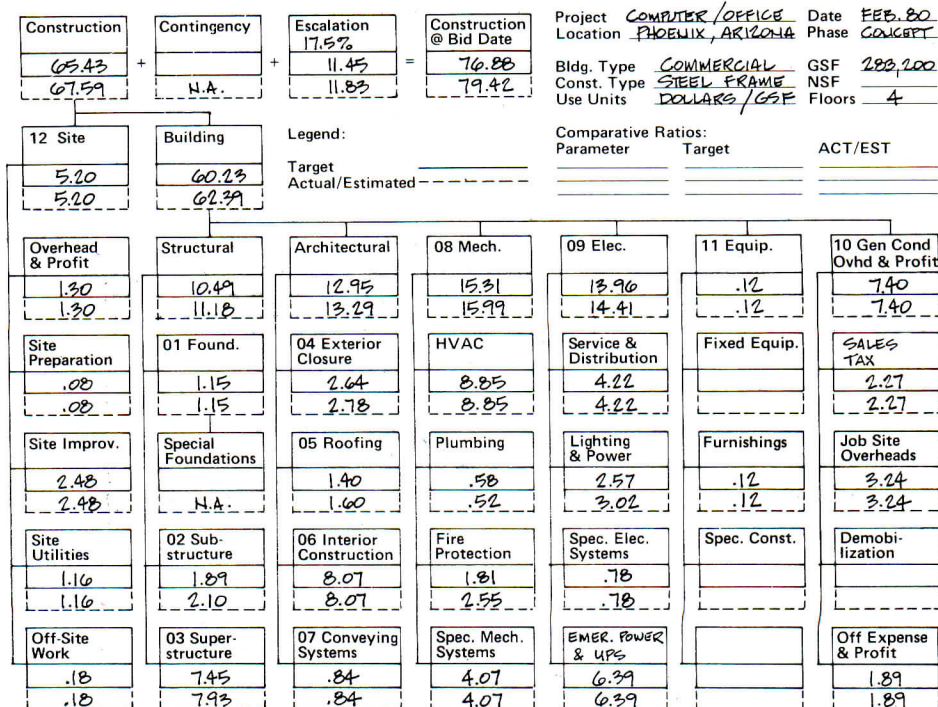 Construction
65.43
67.59
+
Contingency
N.A.
+
Escalation
17.5%
11.45
11.83
=
Construction
@ Bid Date
76.88
79.42
Project COMPUTER/OFFICE Date FEB. 80
Location PHOENIX, ARIZONA Phase CONCEPT
Bldg. Type COMMERCIAL GSF 283,200
Const. Type STEEL FRAME NSF
Use Units DOLLARS/GSF Floors 4
12 Site
5.20
5.20
Building
60.23
62.39
Legend:
Target
Actual/Estimated
Comparative Ratios:
Parameter Target ACT/EST
Overhead
& Profit
1.30
1.30
Structural
10.49
11.18
Architectural
12.95
13.29
08 Mech.
15.31
15.99
09 Elec.
13.96
14.41
11 Equip.
.12
.12
10 Gen Cond
Ovhd & Profit
7.40
7.40
Site
Preparation
.08
.08
01 Found.
1.15
1.15
04 Exterior
Closure
2.64
2.78
HVAC
8.85
8.85
Service &
Distribution
4.22
4.22
Fixed Equip.
SALES
TAX
2.27
2.27
Site Improv.
2.48
2.48
Special
Foundations
N.A.
05 Roofing
1.40
1.60
Plumbing
.58
.52
Lighting
& Power
2.57
3.02
Furnishings
.12
.12
Job Site
Overheads
3.24
3.24
Site
Utilities
1.16
1.16
02 Sub-
structure
1.89
2.10
06 Interior
Construction
8.07
8.07
Fire
Protection
1.81
2.55
Spec. Elec.
Systems
.78
.78
Spec. Const.
Demobi-
lization
Off-Site
Work
.18
.18
03 Super-
structure
7.45
7.93
07 Conveying
Systems
.84
.84
Spec. Mech.
Systems
4.07
4.07
EMER. POWER
& UPS
6.39
6.39
Off Expense
& Profit
1.89
1.89